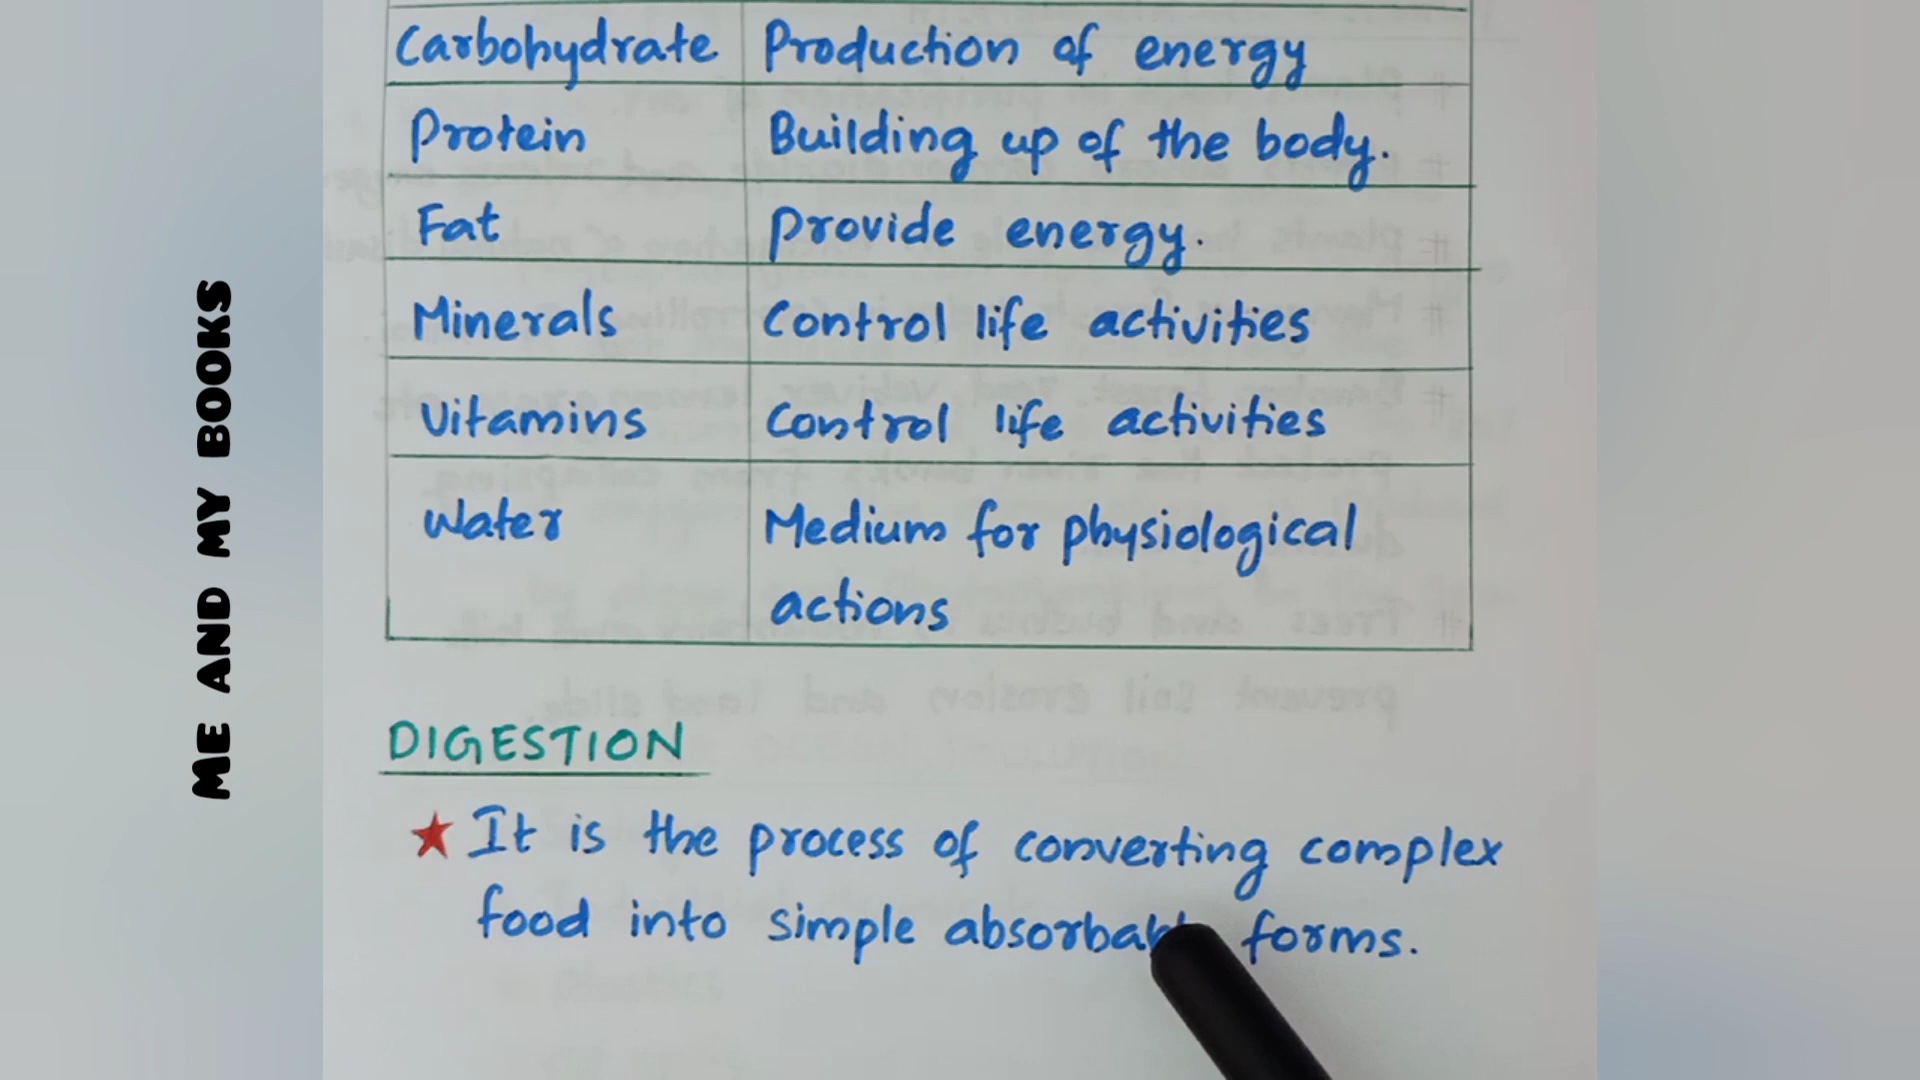 Carbohydrate Production of energy
Protein Building up of the body.
Fat Provide energy.
Minerals Control life activities
Vitamins Control life activities
Water Medium for physiological
actions
DIGESTION
★ It is the process of converting complex
food into simple forms.
ME AND MY BOOKS